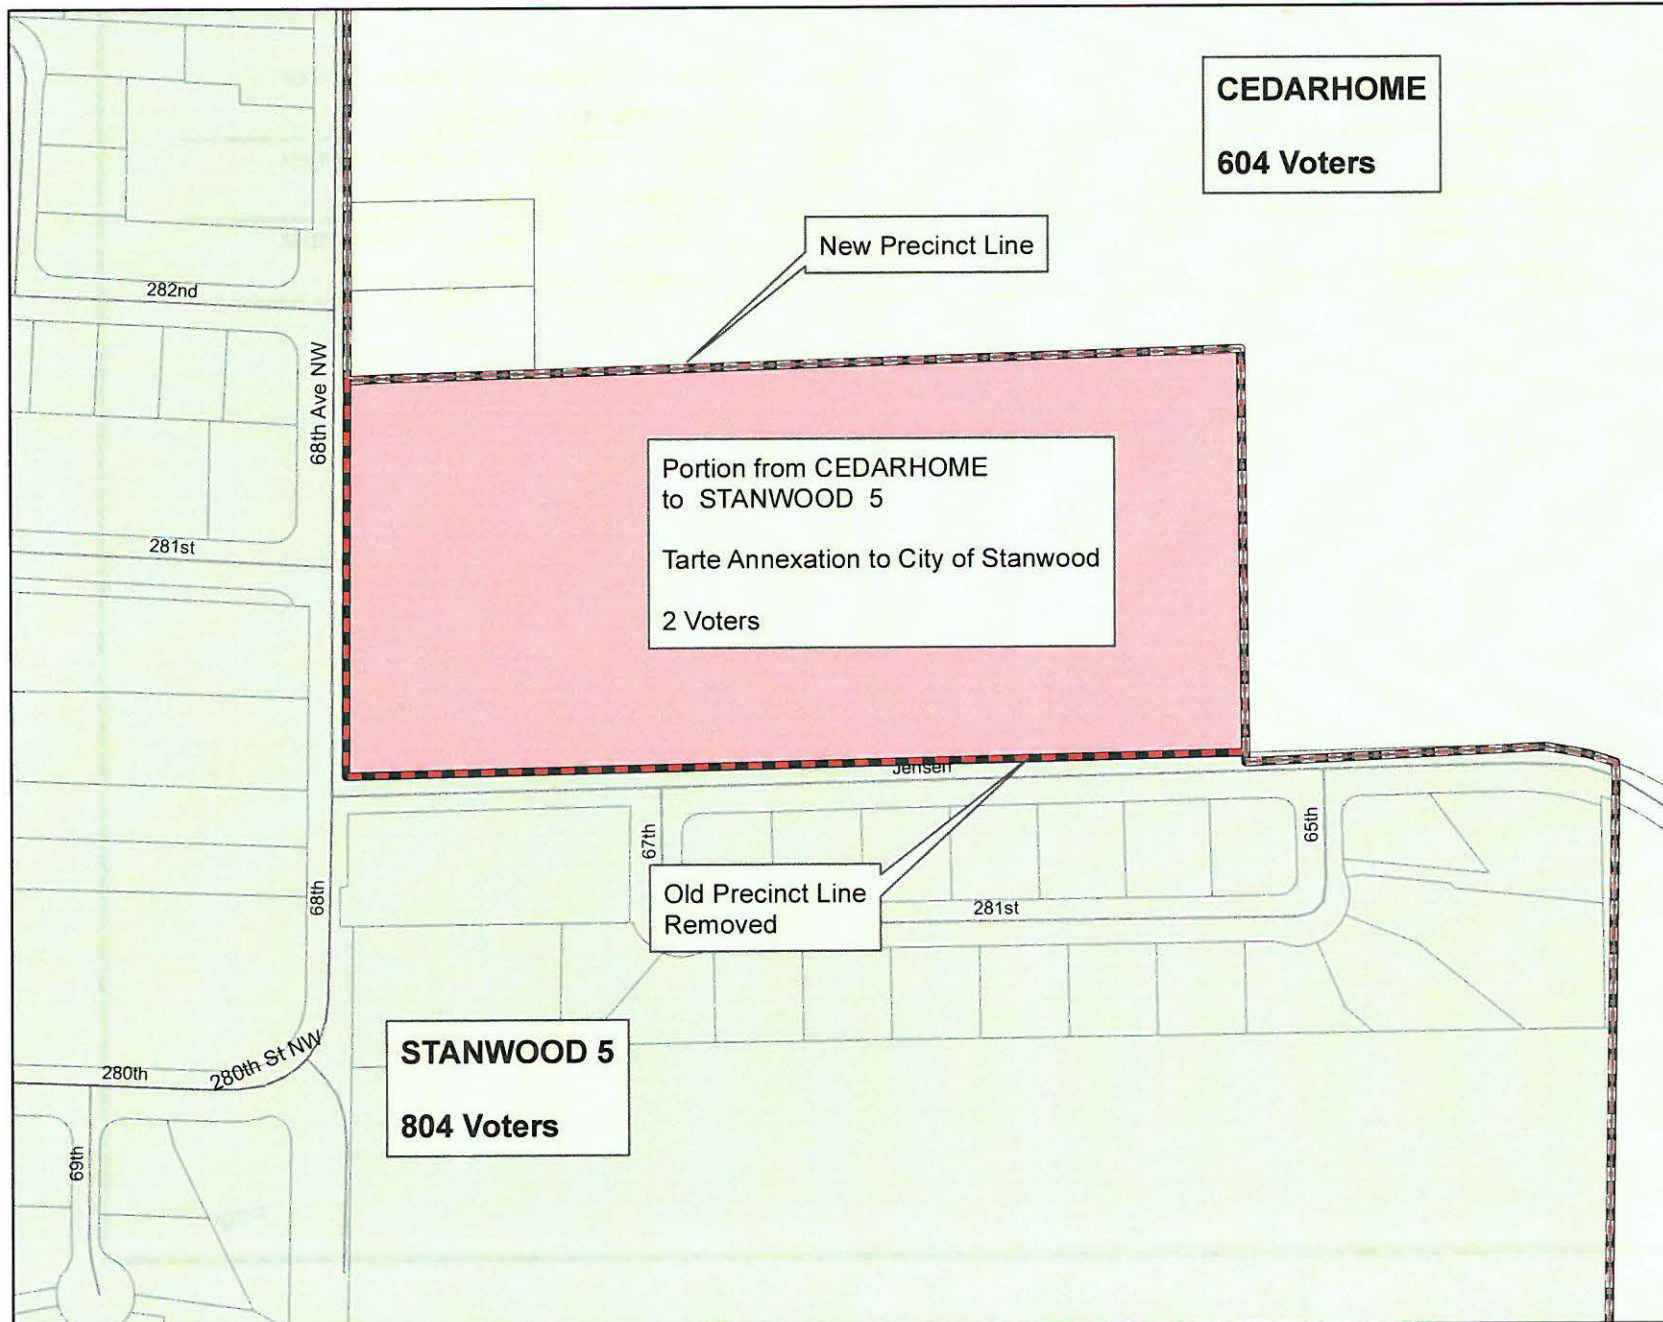 CEDARHOME
604 Voters
New Precinct Line
282nd
68th Ave NW
Portion from CEDARHOME
to STANWOOD 5
Tarte Annexation to City of Stanwood
2 Voters
281st
Jensen
67th
65th
68th
Old Precinct Line
Removed
281st
STANWOOD 5
804 Voters
280th
280th St NW
69th